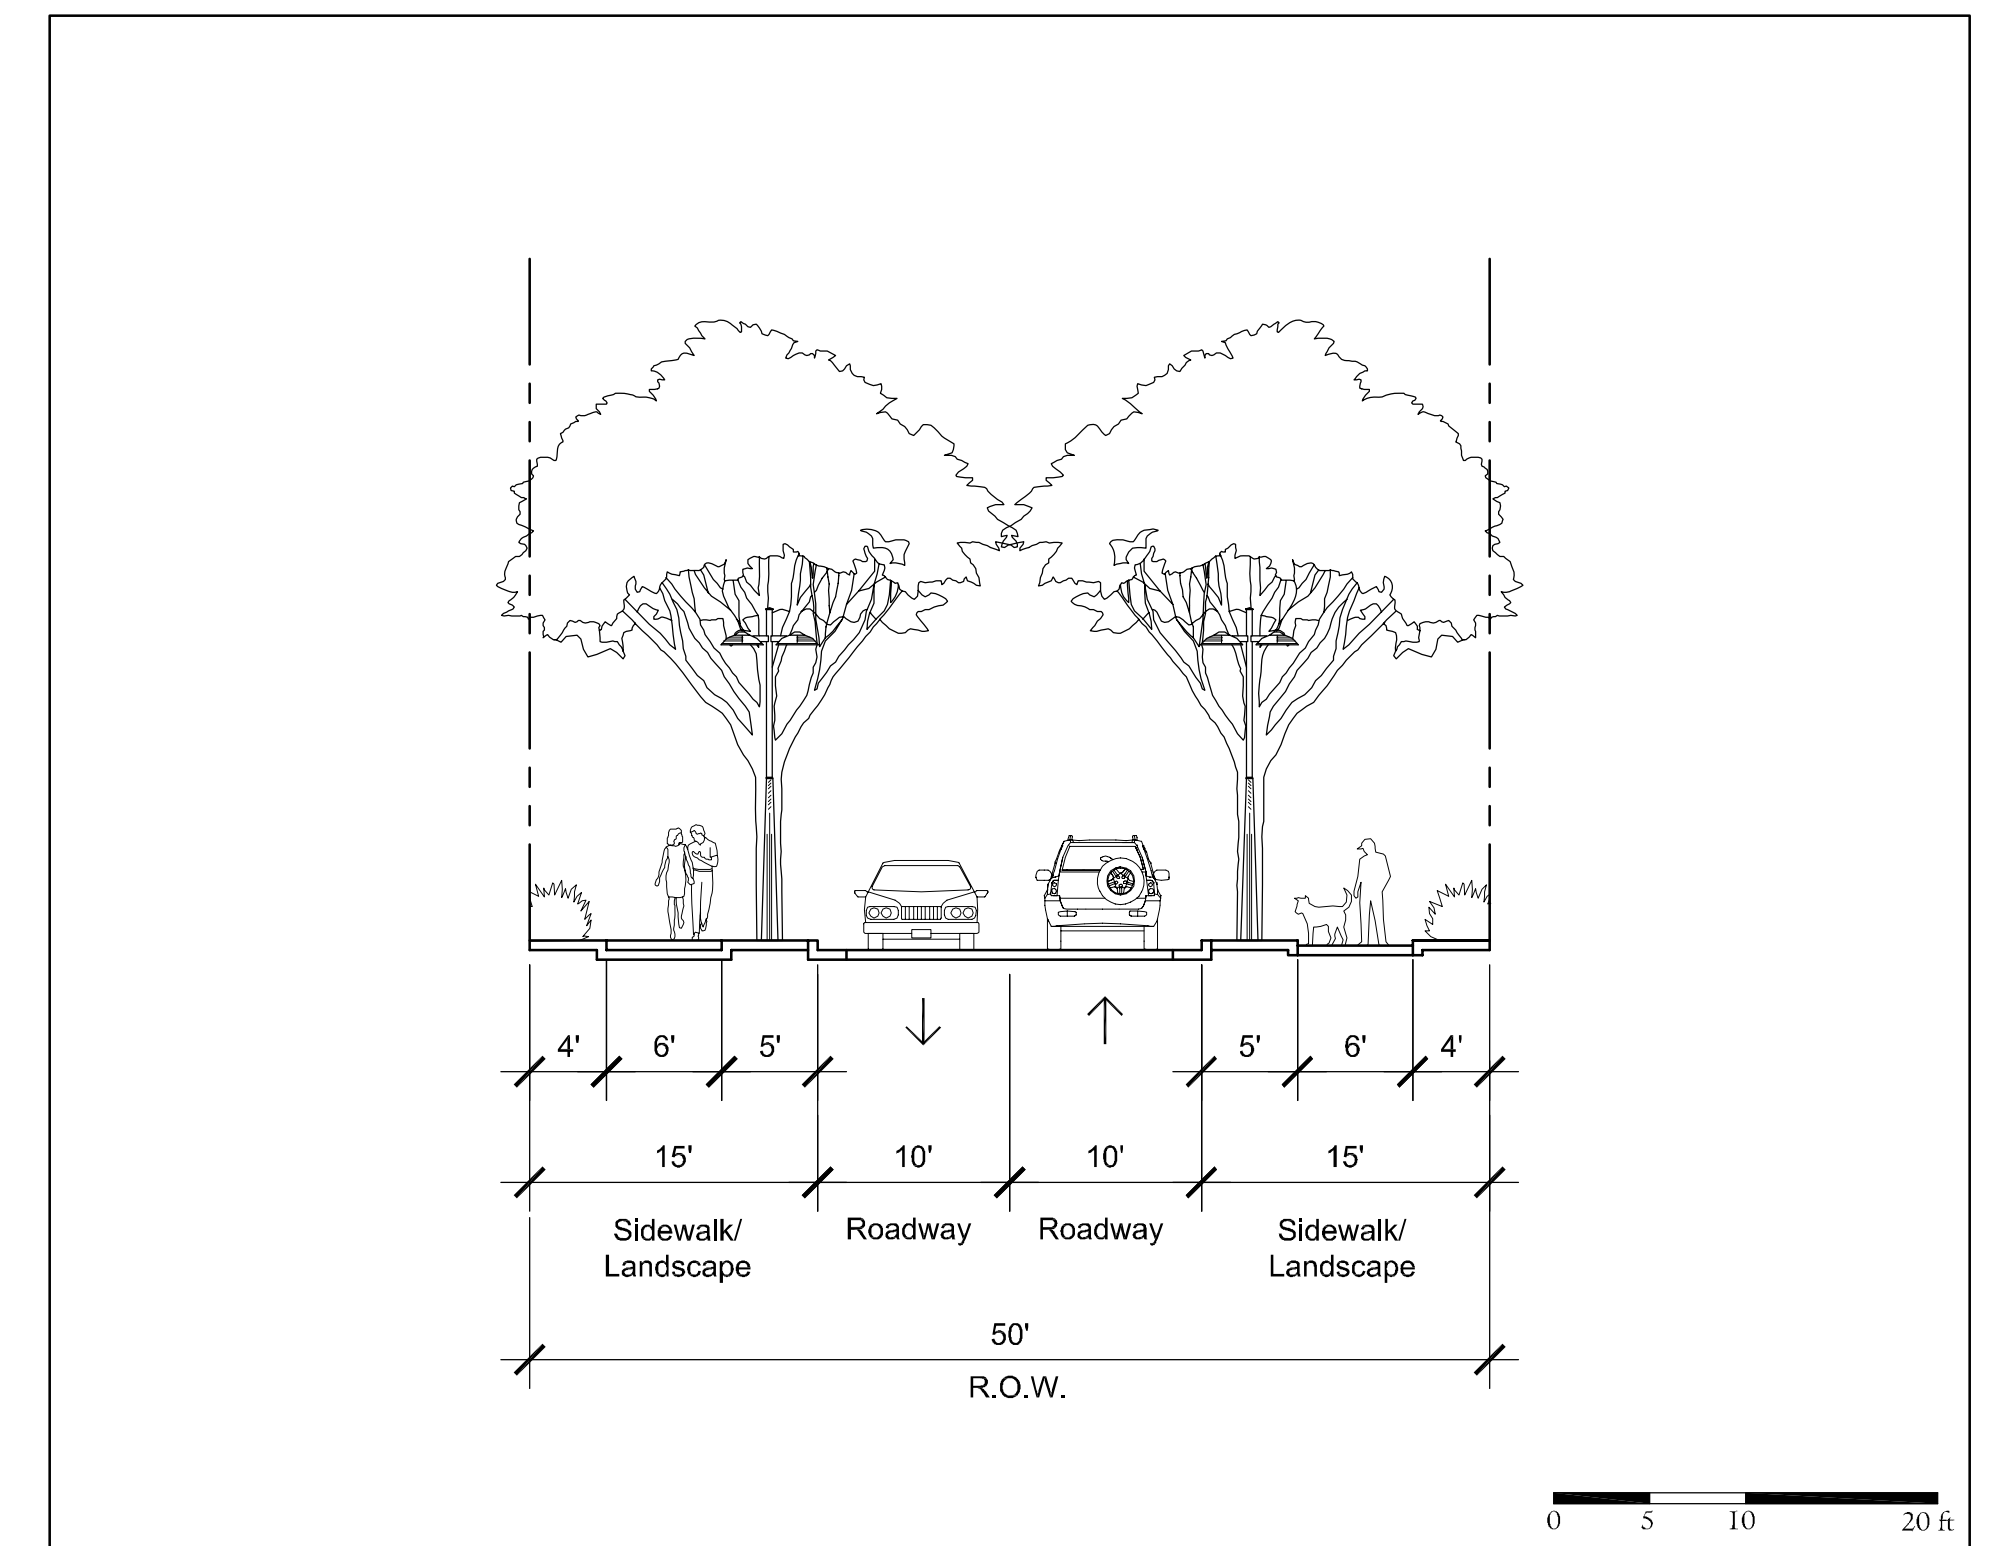 4' 6' 5' 5' 6' 4'
15' 10' 10' 15'
Sidewalk/ Roadway Roadway Sidewalk/
Landscape Landscape
50'
R.O.W.
0 5 10 20 ft